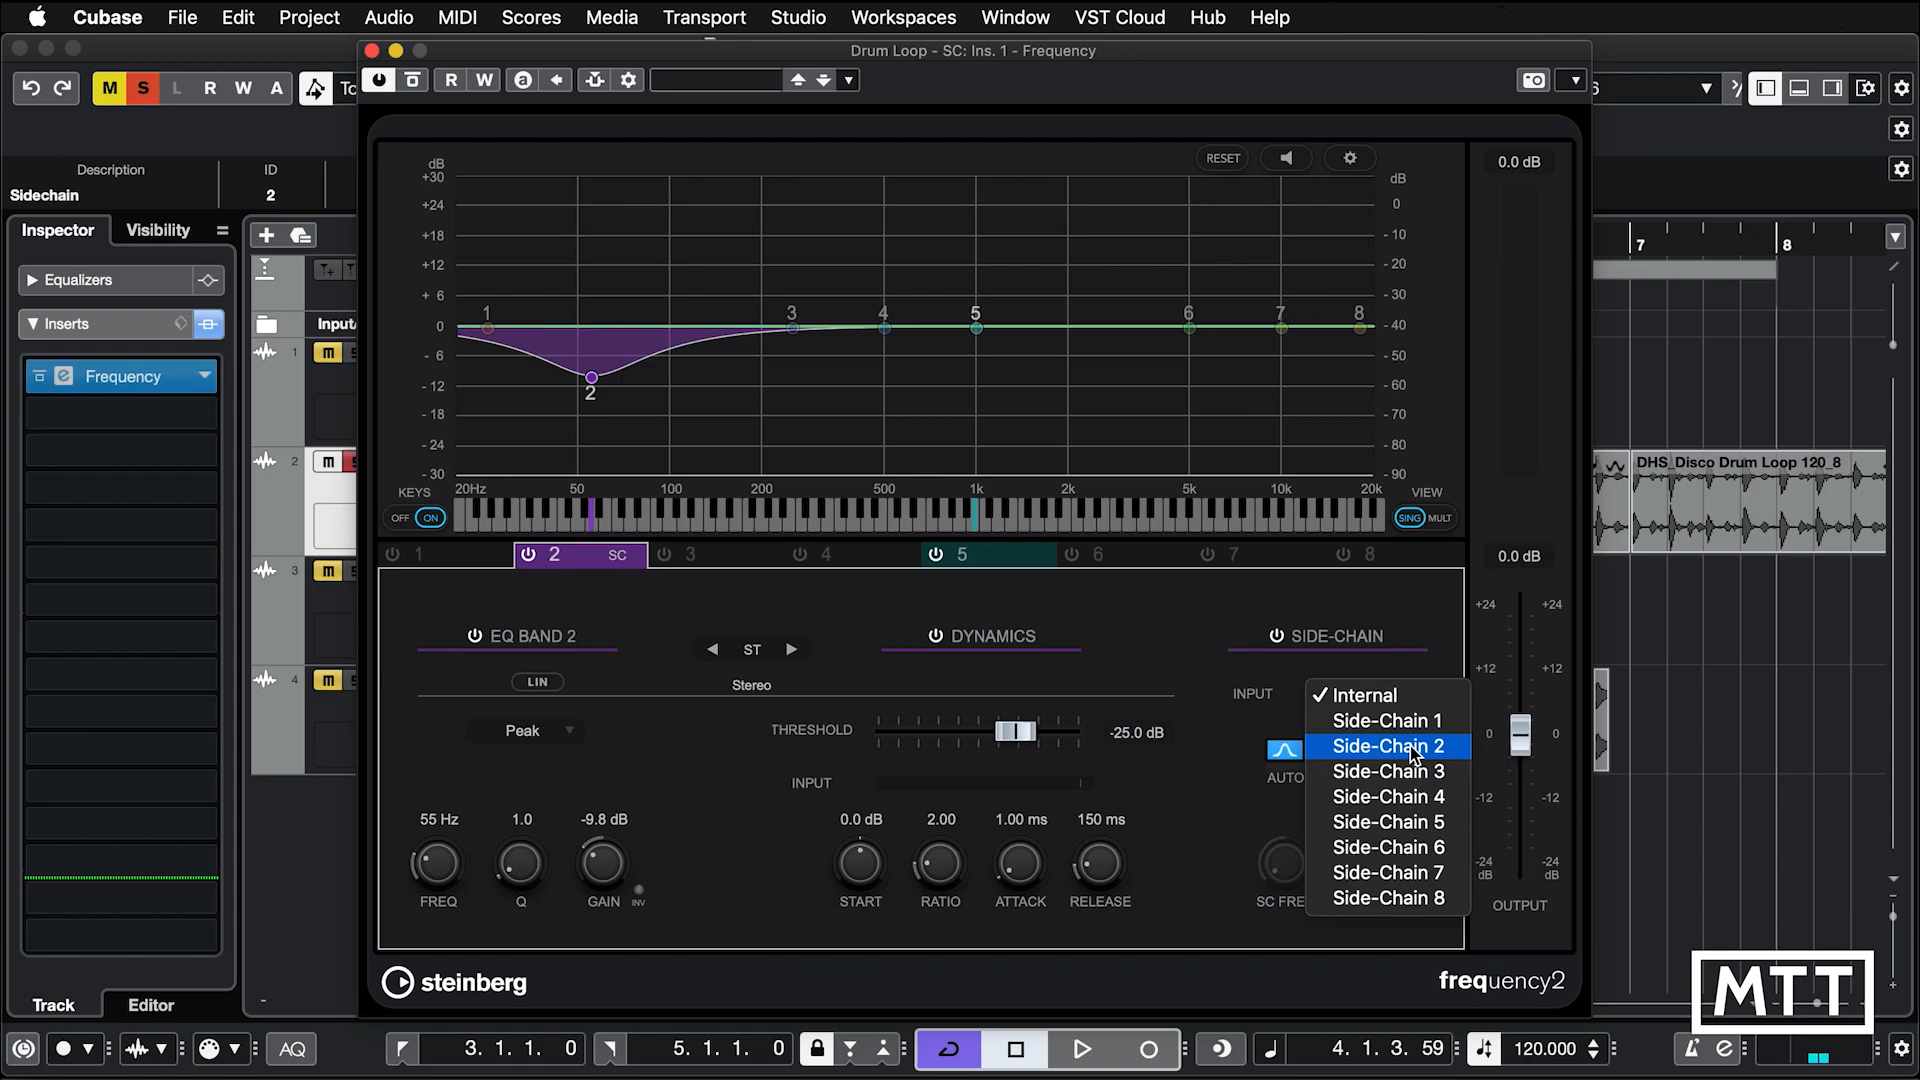 Cubase File Edit Project Audio MIDI Scores Media Transport Studio Workspaces Window VST Cloud Hub Help
Drum Loop - SC: Ins. 1 - Frequency
M S L R W A
R W a
Description ID
Sidechain 2
Inspector Visibility
Equalizers
Inserts
e Frequency
Track Editor
1
2
3
4
m
m
m
m
7 8
DHS_Disco Drum Loop 120_8
RESET
dB
+30
+24
+18
+12
+ 6
0
- 6
- 12
- 18
- 24
- 30
dB
0
- 10
- 20
- 30
- 40
- 50
- 60
- 70
- 80
- 90
1 3 4 5 6 7 8
2
20Hz 50 100 200 500 1k 2k 5k 10k 20k
KEYS
OFF ON
VIEW
SING MULT
1 2 SC 3 4 5 6 7 8
EQ BAND 2
LIN
Peak
ST
Stereo
DYNAMICS
THRESHOLD -25.0 dB
INPUT
55 Hz 1.0 -9.8 dB 0.0 dB 2.00 1.00 ms 150 ms
FREQ Q GAIN INV START RATIO ATTACK RELEASE
SIDE-CHAIN
INPUT
AUTO
Internal
Side-Chain 1
Side-Chain 2
Side-Chain 3
Side-Chain 4
Side-Chain 5
Side-Chain 6
Side-Chain 7
Side-Chain 8
0.0 dB
0.0 dB
+24 +24
+12 +12
0 0
-12 -12
-24 -24
dB dB
OUTPUT
steinberg frequency2
MTT
AQ 3. 1. 1. 0 5. 1. 1. 0 4. 1. 3. 59 120.000 e